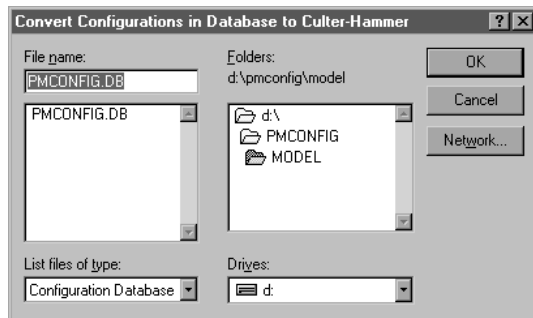 Convert Configurations in Database to Culter-Hammer
File name:
PMCONFIG.DB
PMCONFIG.DB
List files of type:
Configuration Database
Folders:
d:\pmconfig\model
d:\
PMCONFIG
MODEL
Drives:
d:
OK
Cancel
Network...